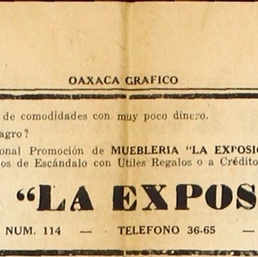 OAXACA GRAFICO
de comodidades con muy poco dinero.
agro?
onal Promoción de MUEBLERIA "LA EXPOSIC
os de Escándalo con Utiles Regalos o a Crédito
"LA EXPOS
NUM. 114 — TELEFONO 36-65 —